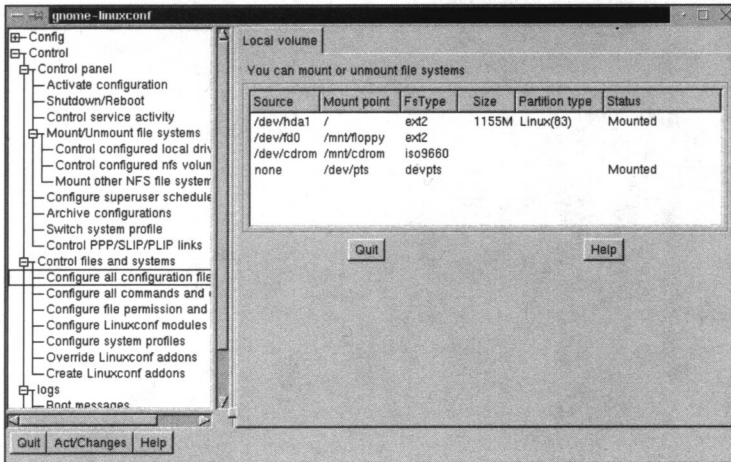 gnome-linuxconf
Config
Control
Control panel
Activate configuration
Shutdown/Reboot
Control service activity
Mount/Unmount file systems
Control configured local driv
Control configured nfs volum
Mount other NFS file system
Configure superuser schedule
Archive configurations
Switch system profile
Control PPP/SLIP/PLIP links
Control files and systems
Configure all configuration file
Configure all commands and
Configure file permission and
Configure Linuxconf modules
Configure system profiles
Override Linuxconf addons
Create Linuxconf addons
logs
Boot messages
Quit Act/Changes Help
Local volume
You can mount or unmount file systems
Source Mount point FsType Size Partition type Status
/dev/hda1 / ext2 1155M Linux(83) Mounted
/dev/fd0 /mnt/floppy ext2
/dev/cdrom /mnt/cdrom iso9660
none /dev/pts devpts Mounted
Quit Help